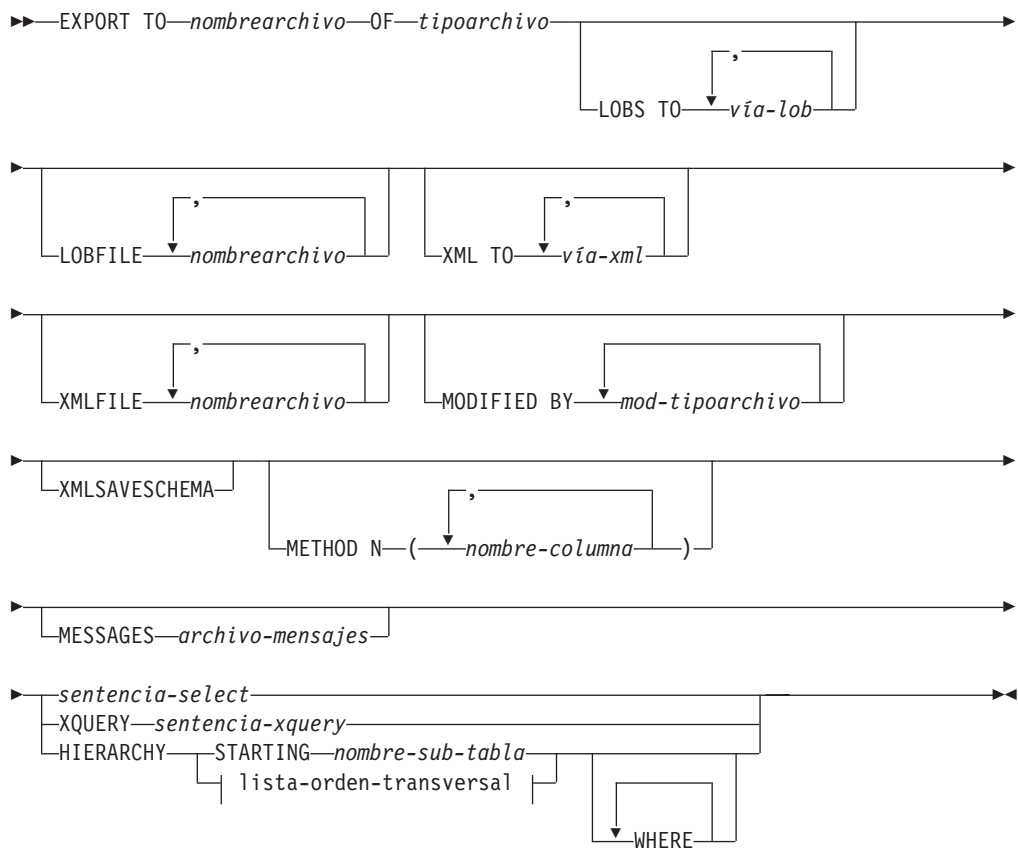 EXPORT TO nombrearchivo OF tipoarchivo
,
LOBS TO vía-lob
, ,
LOBFILE nombrearchivo XML TO vía-xml
,
XMLFILE nombrearchivo MODIFIED BY mod-tipoarchivo
XMLSAVESCHEMA ,
METHOD N ( nombre-columna )
MESSAGES archivo-mensajes
sentencia-select
XQUERY sentencia-xquery
HIERARCHY STARTING nombre-sub-tabla
lista-orden-transversal
WHERE